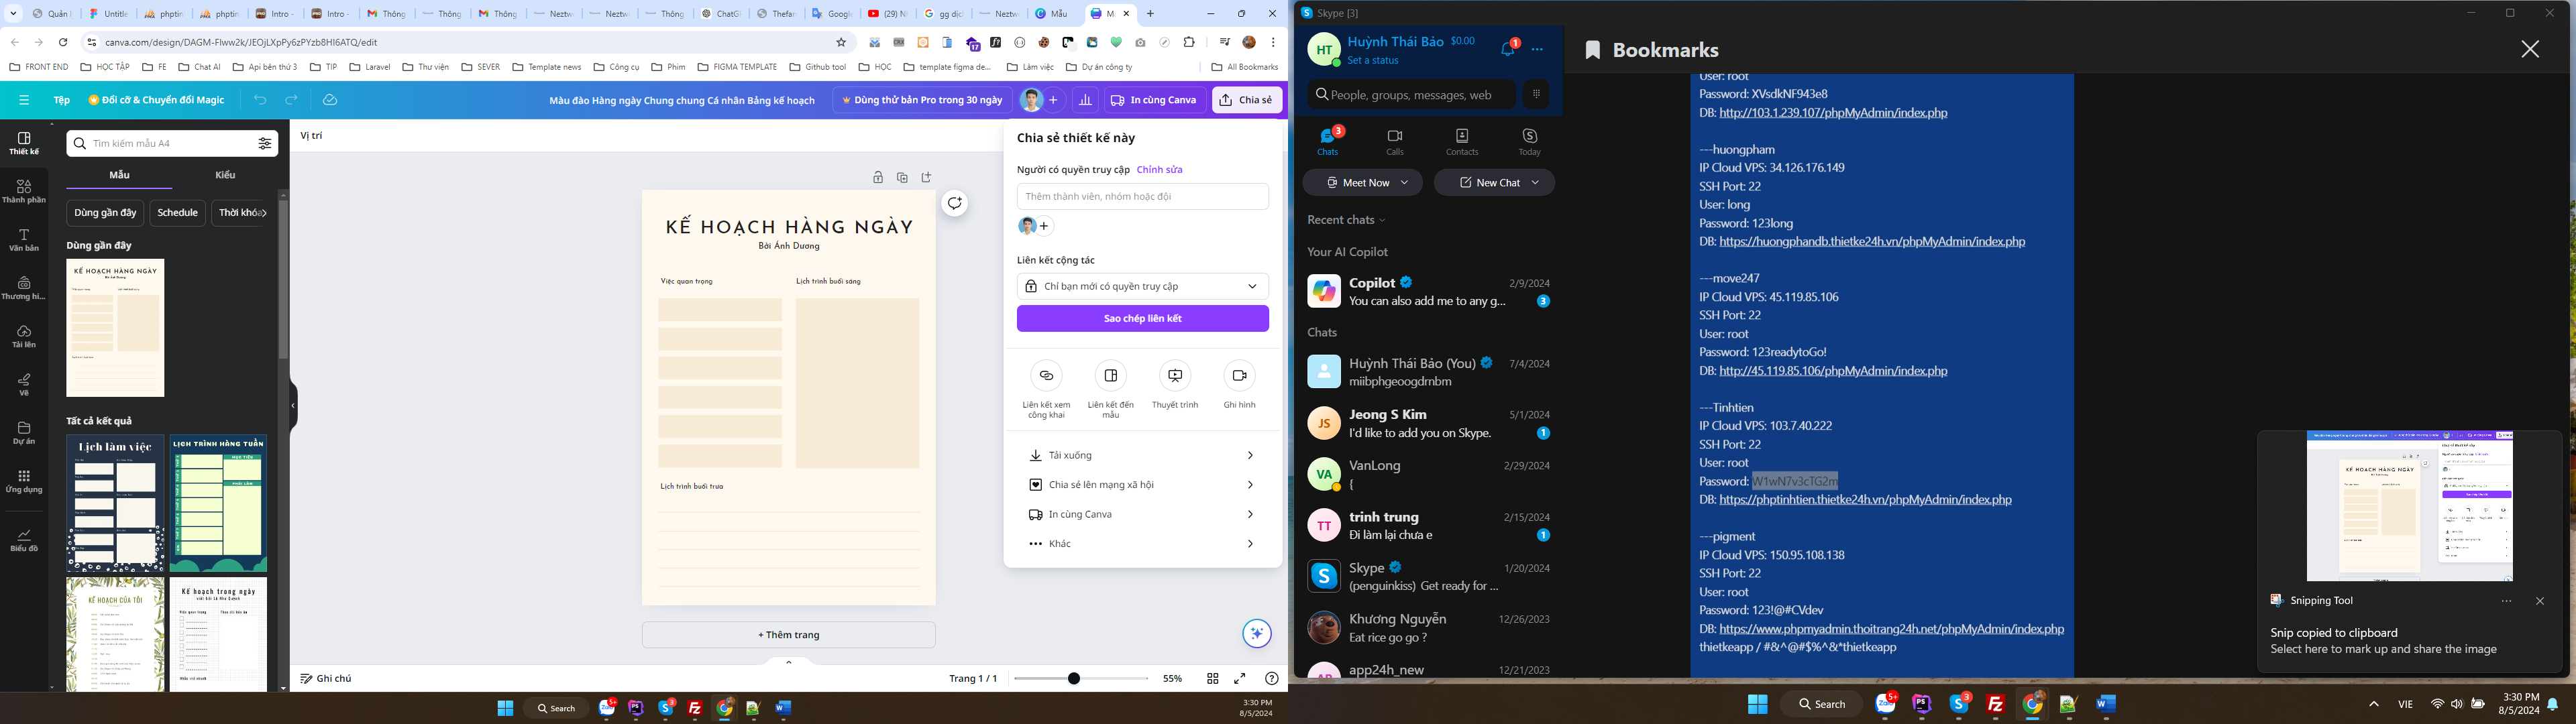 Quản l
Untitle
phptin
phptin
Intro -
Intro -
Thông
Thông
Thông
Neztw
Neztw
Thông
ChatG
Thefan
Google
(29) N
gg dịc
Neztw
Mẫu
M
canva.com/design/DAGM-FIww2k/JEOjLXpPy6zPYzb8HI6ATQ/edit
17
FRONT END
HỌC TẬP
FE
Chat AI
Api bên thứ 3
TIP
Laravel
Thư viện
SEVER
Template news
Công cụ
Phim
FIGMA TEMPLATE
Github tool
HỌC
template figma de...
Làm việc
Dự án công ty
All Bookmarks
Tệp
Đổi cỡ & Chuyển đổi Magic
Màu đào Hàng ngày Chung chung Cá nhân Bảng kế hoạch
Dùng thử bản Pro trong 30 ngày
In cùng Canva
Chia sẻ
Thiết kế
Thành phần
Văn bản
Thương hi...
Tải lên
Vẽ
Dự án
Ứng dụng
Biểu đồ
Tìm kiếm mẫu A4
Mẫu
Kiểu
Dùng gần đây
Schedule
Thời khóa
Dùng gần đây
KẾ HOẠCH HÀNG NGÀY
Tất cả kết quả
Lịch làm việc
LỊCH TRÌNH HÀNG TUẦN
KẾ HOẠCH CỦA TÔI
Kế hoạch trong ngày
Vị trí
KẾ HOẠCH HÀNG NGÀY
Bởi Ánh Dương
Việc quan trọng
Lịch trình buổi sáng
Lịch trình buổi trưa
+ Thêm trang
Ghi chú
Trang 1 / 1
55%
Chia sẻ thiết kế này
Người có quyền truy cập
Chỉnh sửa
Thêm thành viên, nhóm hoặc đội
Liên kết cộng tác
Chỉ bạn mới có quyền truy cập
Sao chép liên kết
Liên kết xem công khai
Liên kết đến mẫu
Thuyết trình
Ghi hình
Tải xuống
Chia sẻ lên mạng xã hội
In cùng Canva
Khác
Search
3:30 PM
8/5/2024
Skype [3]
HT
Huỳnh Thái Bảo
$0.00
Set a status
1
People, groups, messages, web
3
Chats
Calls
Contacts
Today
Meet Now
New Chat
Recent chats
Your AI Copilot
Copilot
2/9/2024
You can also add me to any g...
3
Chats
Huỳnh Thái Bảo (You)
7/4/2024
miibphgeoogdrnbm
JS
Jeong S Kim
5/1/2024
I'd like to add you on Skype.
1
VA
VanLong
2/29/2024
{
TT
trinh trung
2/15/2024
Đi làm lại chưa e
1
Skype
1/20/2024
(penguinkiss) Get ready for ...
Khương Nguyễn
12/26/2023
Eat rice go go ?
app24h_new
12/21/2023
Bookmarks
User: root
Password: XVsdkNF943e8
DB: http://103.1.239.107/phpMyAdmin/index.php
---huongpham
IP Cloud VPS: 34.126.176.149
SSH Port: 22
User: long
Password: 123long
DB: https://huongphandb.thietke24h.vn/phpMyAdmin/index.php
---move247
IP Cloud VPS: 45.119.85.106
SSH Port: 22
User: root
Password: 123readytoGo!
DB: http://45.119.85.106/phpMyAdmin/index.php
---Tinhtien
IP Cloud VPS: 103.7.40.222
SSH Port: 22
User: root
Password: W1wN7v3cTG2m
DB: https://phptinhtien.thietke24h.vn/phpMyAdmin/index.php
---pigment
IP Cloud VPS: 150.95.108.138
SSH Port: 22
User: root
Password: 123!@#CVdev
DB: https://www.phpmyadmin.thoitrang24h.net/phpMyAdmin/index.php
thietkeapp / #&^@#$%^&*thietkeapp
KẾ HOẠCH HÀNG NGÀY
Snipping Tool
Snip copied to clipboard
Select here to mark up and share the image
Search
VIE
3:30 PM
8/5/2024